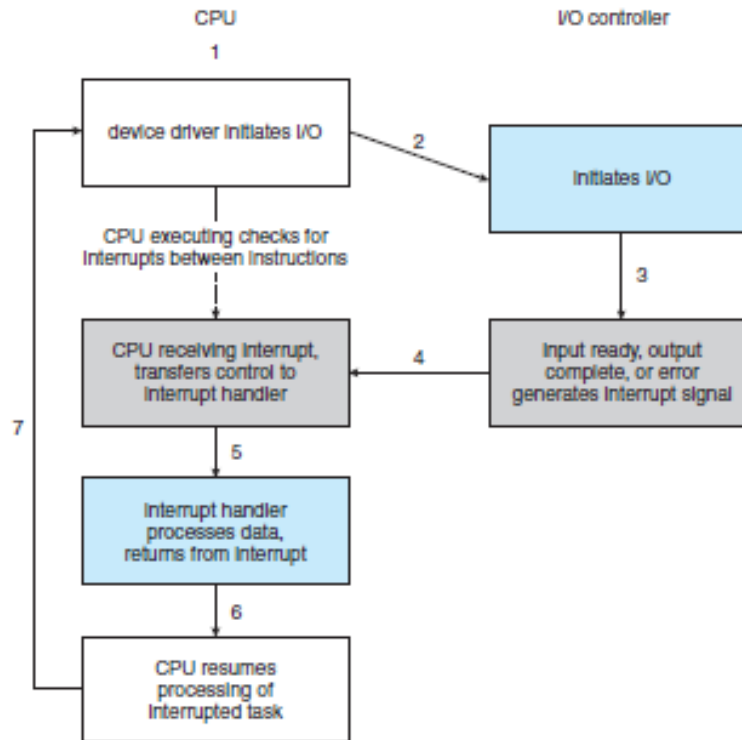 CPU
I/O controller
1
device driver initiates I/O
2
initiates I/O
CPU executing checks for
interrupts between instructions
3
CPU receiving interrupt,
transfers control to
interrupt handler
4
input ready, output
complete, or error
generates interrupt signal
7
5
interrupt handler
processes data,
returns from interrupt
6
CPU resumes
processing of
interrupted task